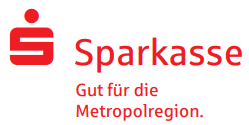 Sparkasse
Gut für die
Metropolregion.